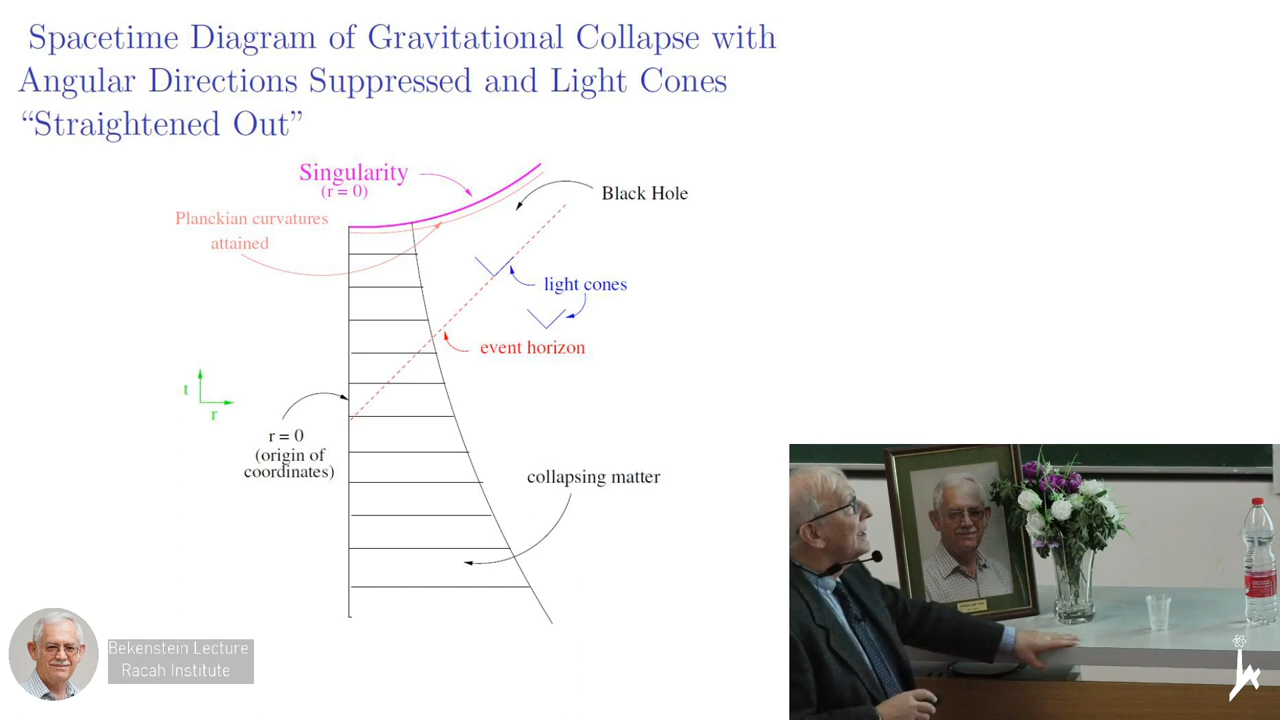 Spacetime Diagram of Gravitational Collapse with
Angular Directions Suppressed and Light Cones
“Straightened Out”
Singularity
(r = 0)
Black Hole
Planckian curvatures
attained
light cones
event horizon
t
r
r = 0
(origin of
coordinates)
collapsing matter
Bekenstein Lecture
Racah Institute